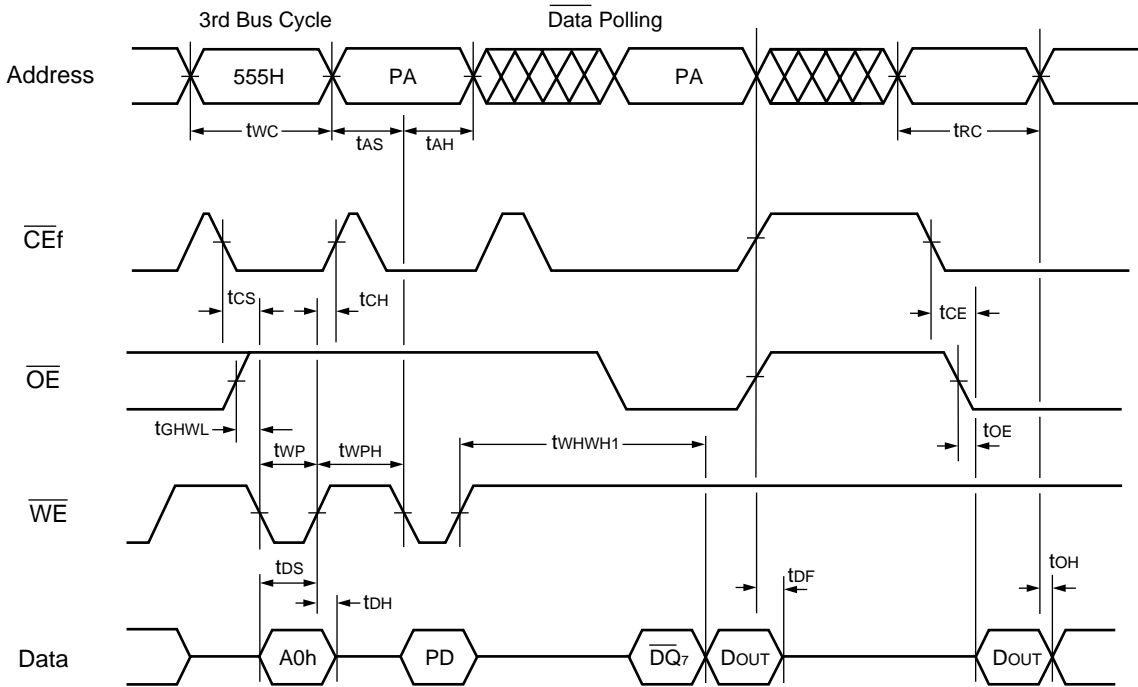 3rd Bus Cycle Data Polling
Address 555H PA PA
tWC tAS tAH tRC
CEf
tCS tCH tCE
OE
tGHWL tWP tWPH tWHWH1 tOE
WE
tDS tDH tDF tOH
Data A0h PD DQ7 DOUT DOUT